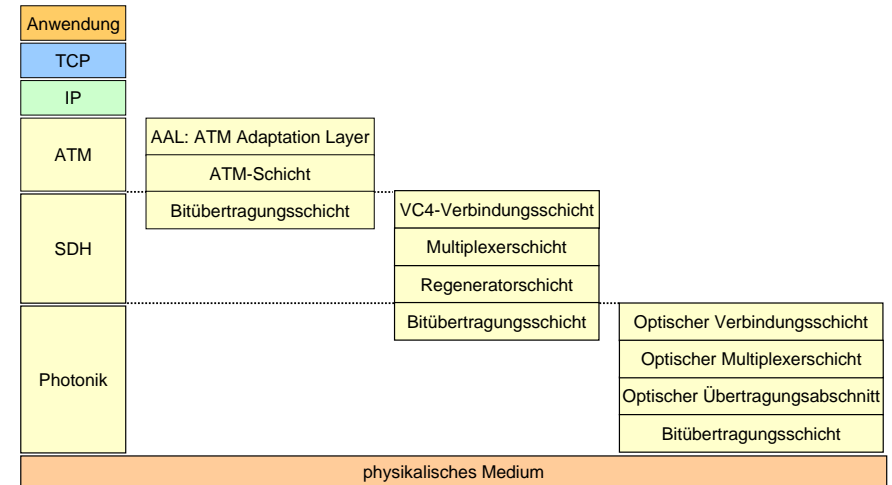 Anwendung
TCP
IP
ATM
SDH
Photonik
AAL: ATM Adaptation Layer
ATM-Schicht
Bitübertragungsschicht
VC4-Verbindungsschicht
Multiplexerschicht
Regeneratorschicht
Bitübertragungsschicht
Optischer Verbindungsschicht
Optischer Multiplexerschicht
Optischer Übertragungsabschnitt
Bitübertragungsschicht
physikalisches Medium